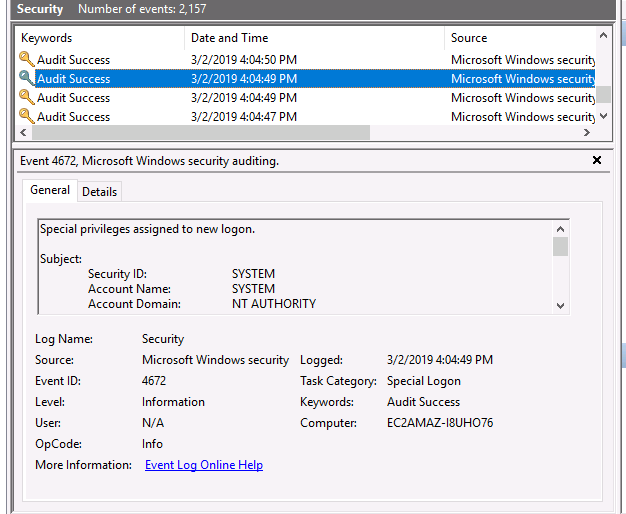 Security Number of events: 2,157
Keywords Date and Time Source
Audit Success 3/2/2019 4:04:50 PM Microsoft Windows security
Audit Success 3/2/2019 4:04:49 PM Microsoft Windows security
Audit Success 3/2/2019 4:04:49 PM Microsoft Windows security
Audit Success 3/2/2019 4:04:47 PM Microsoft Windows security
Event 4672, Microsoft Windows security auditing.
General Details
Special privileges assigned to new logon.
Subject:
Security ID: SYSTEM
Account Name: SYSTEM
Account Domain: NT AUTHORITY
Log Name: Security
Source: Microsoft Windows security Logged: 3/2/2019 4:04:49 PM
Event ID: 4672 Task Category: Special Logon
Level: Information Keywords: Audit Success
User: N/A Computer: EC2AMAZ-I8UHO76
OpCode: Info
More Information: Event Log Online Help